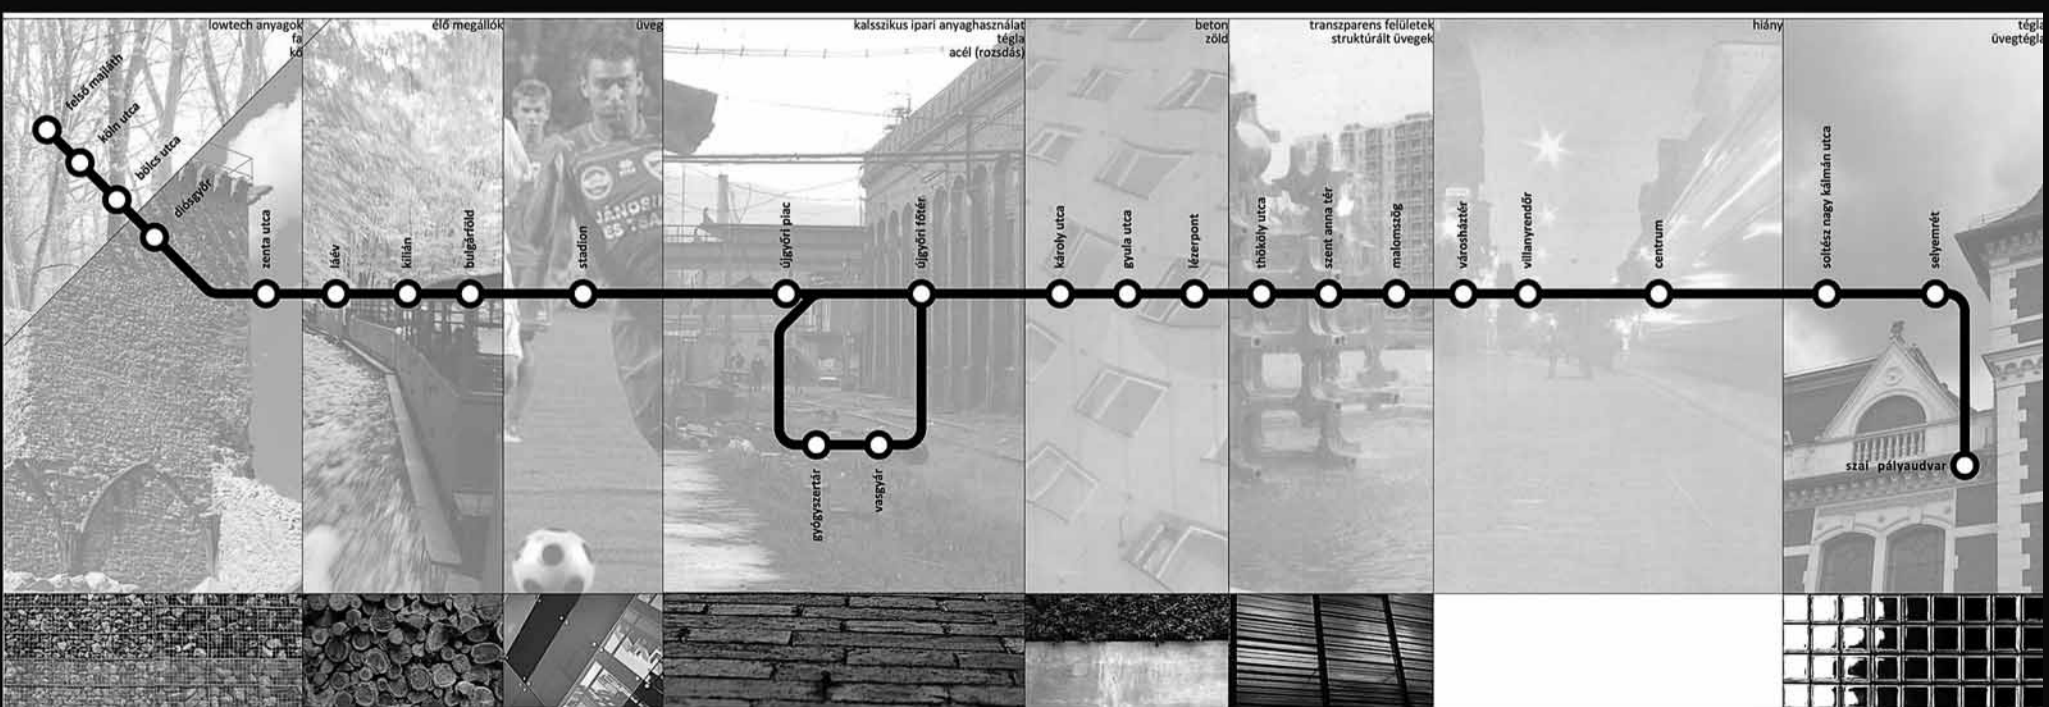 lowtech anyagok
fa
kő
élő megállók
üveg
kalsszikus ipari anyaghasználat
tégla
acél (rozsdás)
beton
zöld
transzparens felületek
struktúrált üvegek
hiány
tégla
üvegtégla
felső majláth
köln utca
bölcs utca
diósgyőr
zenta utca
láév
kilián
bulgárföld
stadion
újgyőri piac
újgyőri főtér
gyógyszertár
vasgyár
károly utca
gyula utca
lézerpont
thököly utca
szent anna tér
malomszög
városháztér
villanyrendőr
centrum
soltész nagy kálmán utca
selyemrét
pályaudvar
JÁNOSI